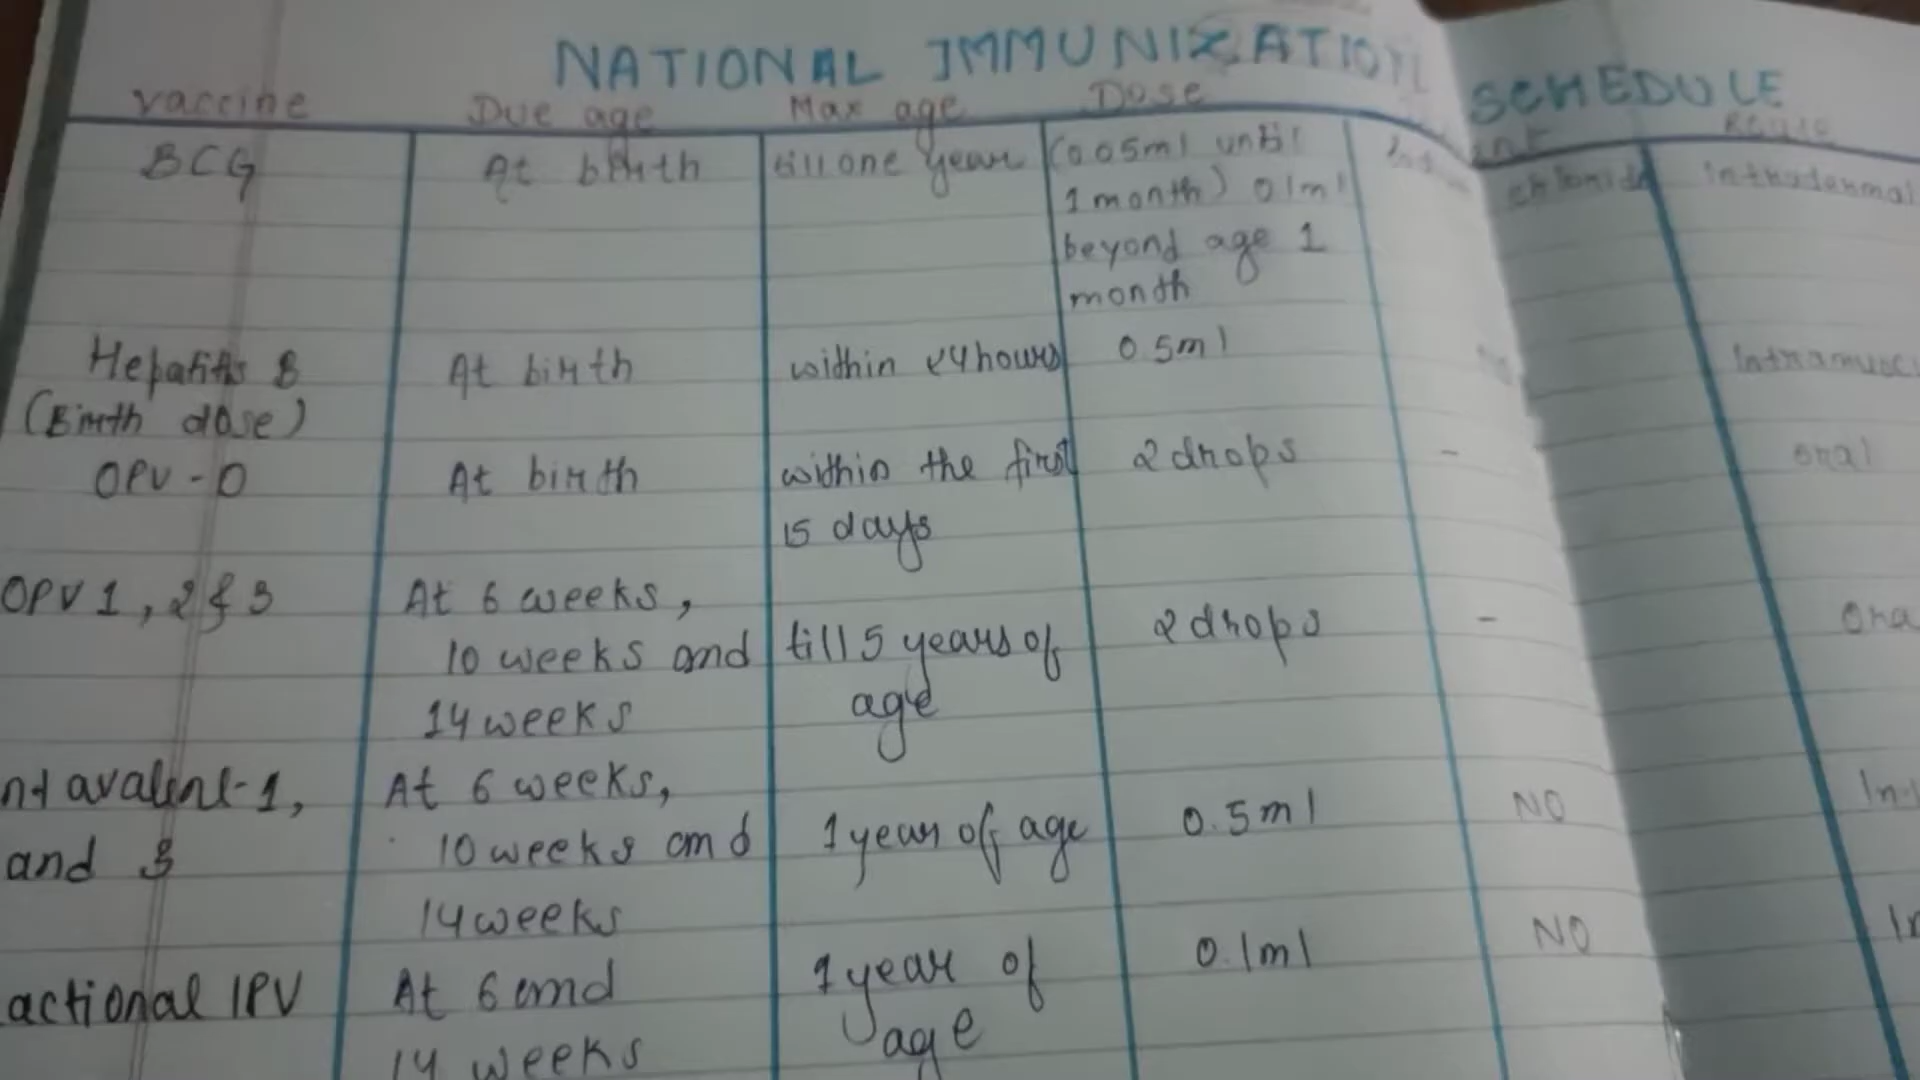 NATIONAL IMMUNIZATION SCHEDULE
vaccine Due age Max age Dose
BCG At birth till one year (0.05ml until
1 month) 0.1ml
beyond age 1
month
chloride intradermal
Hepatitis B At birth within 24 hours 0.5ml
(Birth dose)
OPV-0 At birth within the first 2 drops - oral
15 days
OPV 1, 2 & 3 At 6 weeks,
10 weeks and till 5 years of 2 drops -
14 weeks age
At 6 weeks,
and 3 10 weeks and 1 year of age 0.5ml NO
14 weeks
actional IPV At 6 and 1 year of 0.1ml NO
14 weeks age